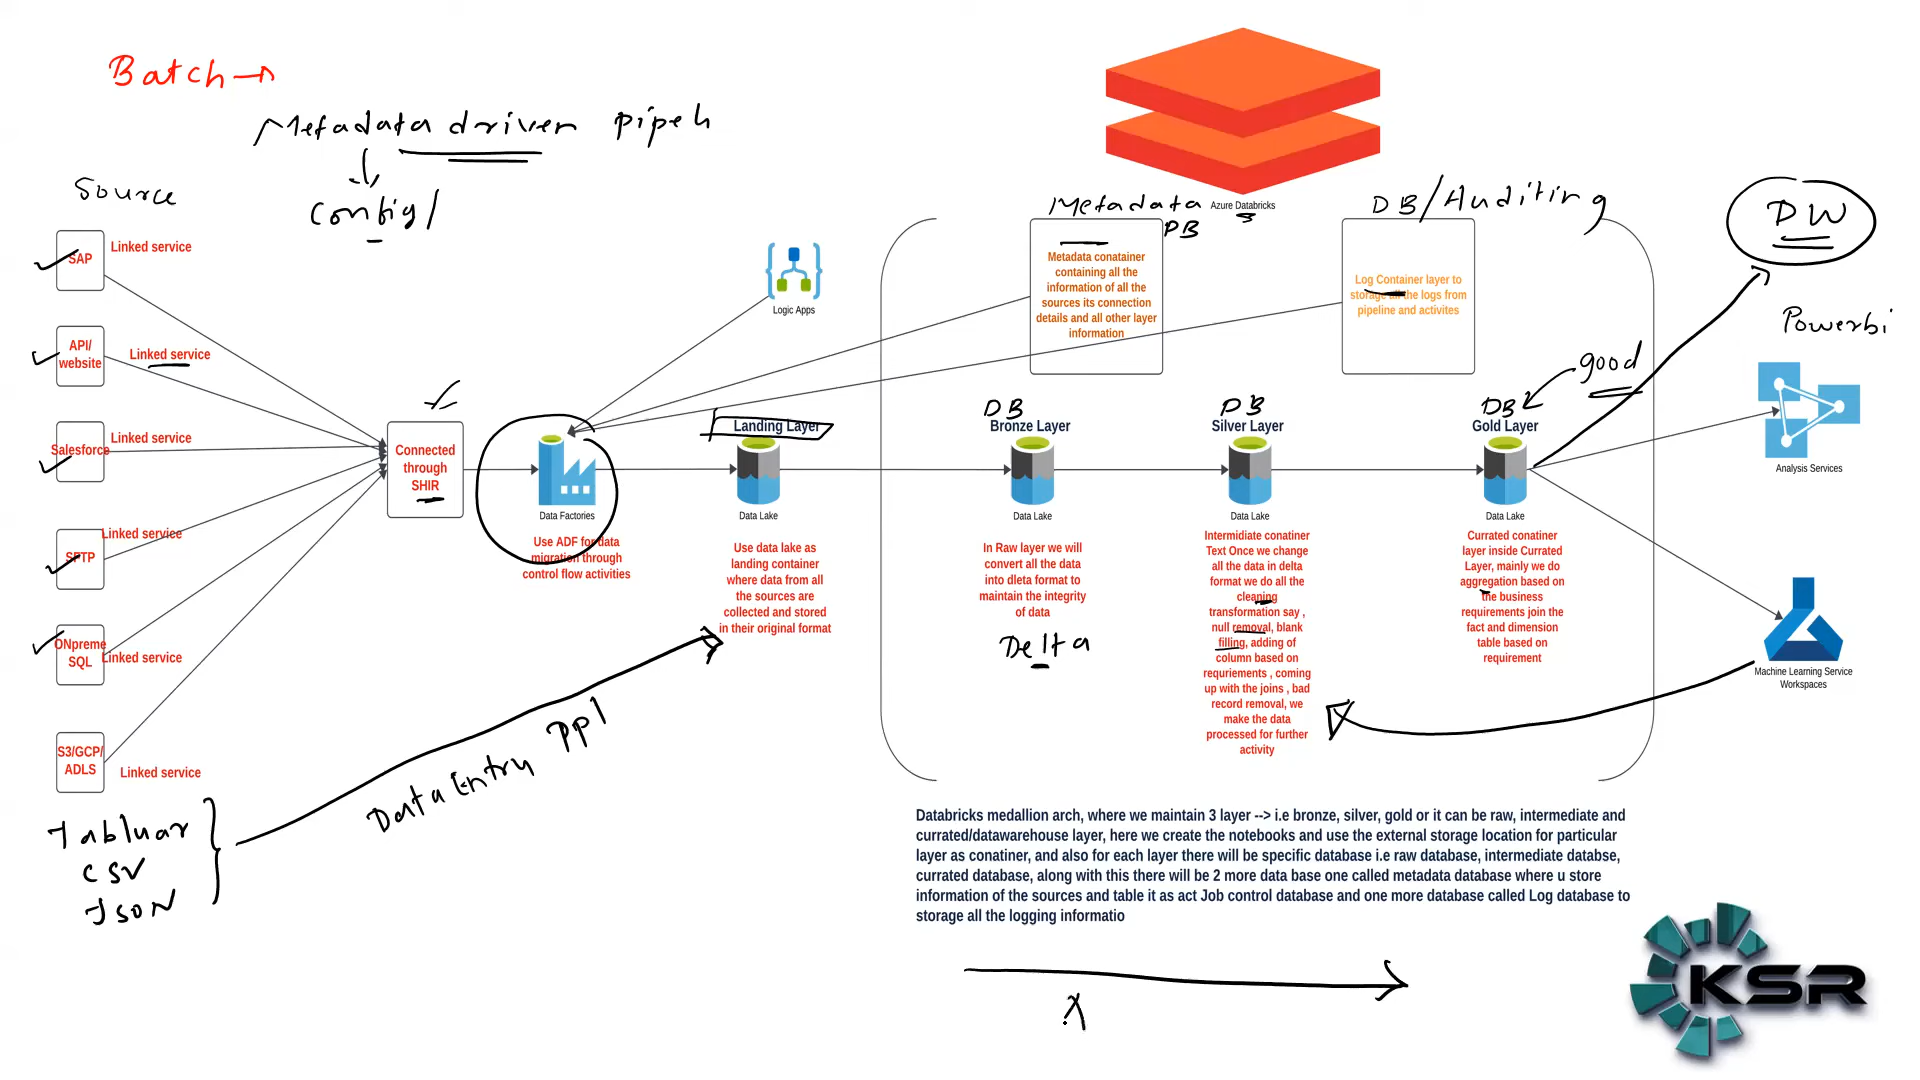 Batch →
Metadata driven pipeli
Config/
Source
SAP
Linked service
API/
website
Linked service
Salesforce
Linked service
SFTP
Linked service
ONpreme
SQL
Linked service
S3/GCP/
ADLS
Linked service
Tabluar
CSV
JSON
Data Entry PPl
Connected
through
SHIR
Logic Apps
Data Factories
Use ADF for data
migration through
control flow activities
Landing Layer
Data Lake
Use data lake as
landing container
where data from all
the sources are
collected and stored
in their original format
Azure Databricks
Metadata
DB
Metadata conatainer
containing all the
information of all the
sources its connection
details and all other layer
information
DB/Auditing
Log Container layer to
storage all the logs from
pipeline and activites
DB
Bronze Layer
Data Lake
In Raw layer we will
convert all the data
into dleta format to
maintain the integrity
of data
Delta
DB
Silver Layer
Data Lake
Intermidiate conatiner
Text Once we change
all the data in delta
format we do all the
cleaning
transformation say ,
null removal, blank
filling, adding of
column based on
requriements , coming
up with the joins , bad
record removal, we
make the data
processed for further
activity
good
DB
Gold Layer
Data Lake
Currated conatiner
layer inside Currated
Layer, mainly we do
aggregation based on
the business
requirements join the
fact and dimension
table based on
requirement
DW
Powerbi
Analysis Services
Machine Learning Service
Workspaces
Databricks medallion arch, where we maintain 3 layer --> i.e bronze, silver, gold or it can be raw, intermediate and
currated/datawarehouse layer, here we create the notebooks and use the external storage location for particular
layer as conatiner, and also for each layer there will be specific database i.e raw database, intermediate databse,
currated database, along with this there will be 2 more data base one called metadata database where u store
information of the sources and table it as act Job control database and one more database called Log database to
storage all the logging informatio
X
KSR